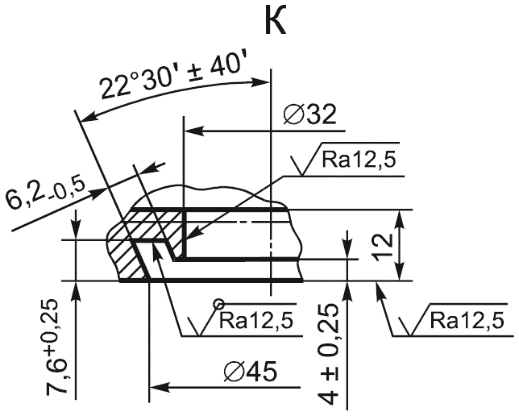 К
22°30' ± 40'
∅32
Ra12,5
6,2-0,5
12
7,6+0,25
Ra12,5
4 ± 0,25
Ra12,5
∅45